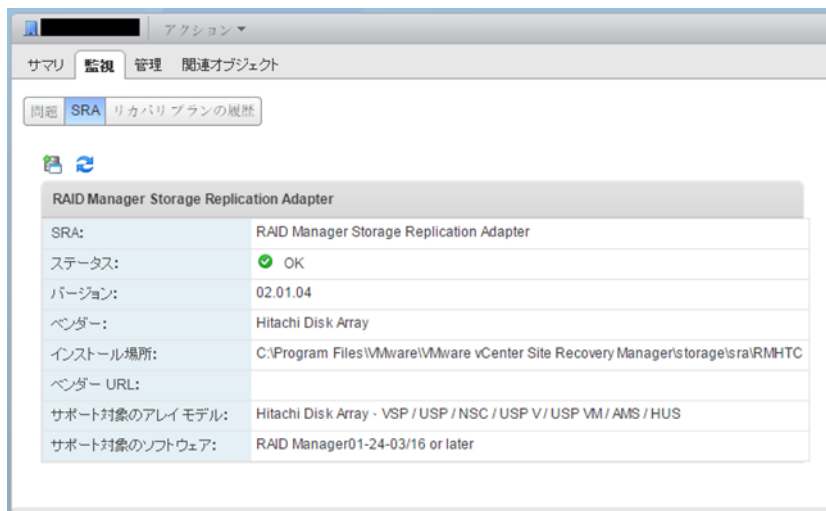 アクション
サマリ 監視 管理 関連オブジェクト
問題 SRA リカバリ プランの履歴
RAID Manager Storage Replication Adapter
SRA: RAID Manager Storage Replication Adapter
ステータス: OK
バージョン: 02.01.04
ベンダー: Hitachi Disk Array
インストール場所: C:\Program Files\VMware\VMware vCenter Site Recovery Manager\storage\sra\RMHTC
ベンダー URL:
サポート対象のアレイ モデル: Hitachi Disk Array、VSP / USP / NSC / USP V / USP VM / AMS / HUS
サポート対象のソフトウェア: RAID Manager01-24-03/16 or later